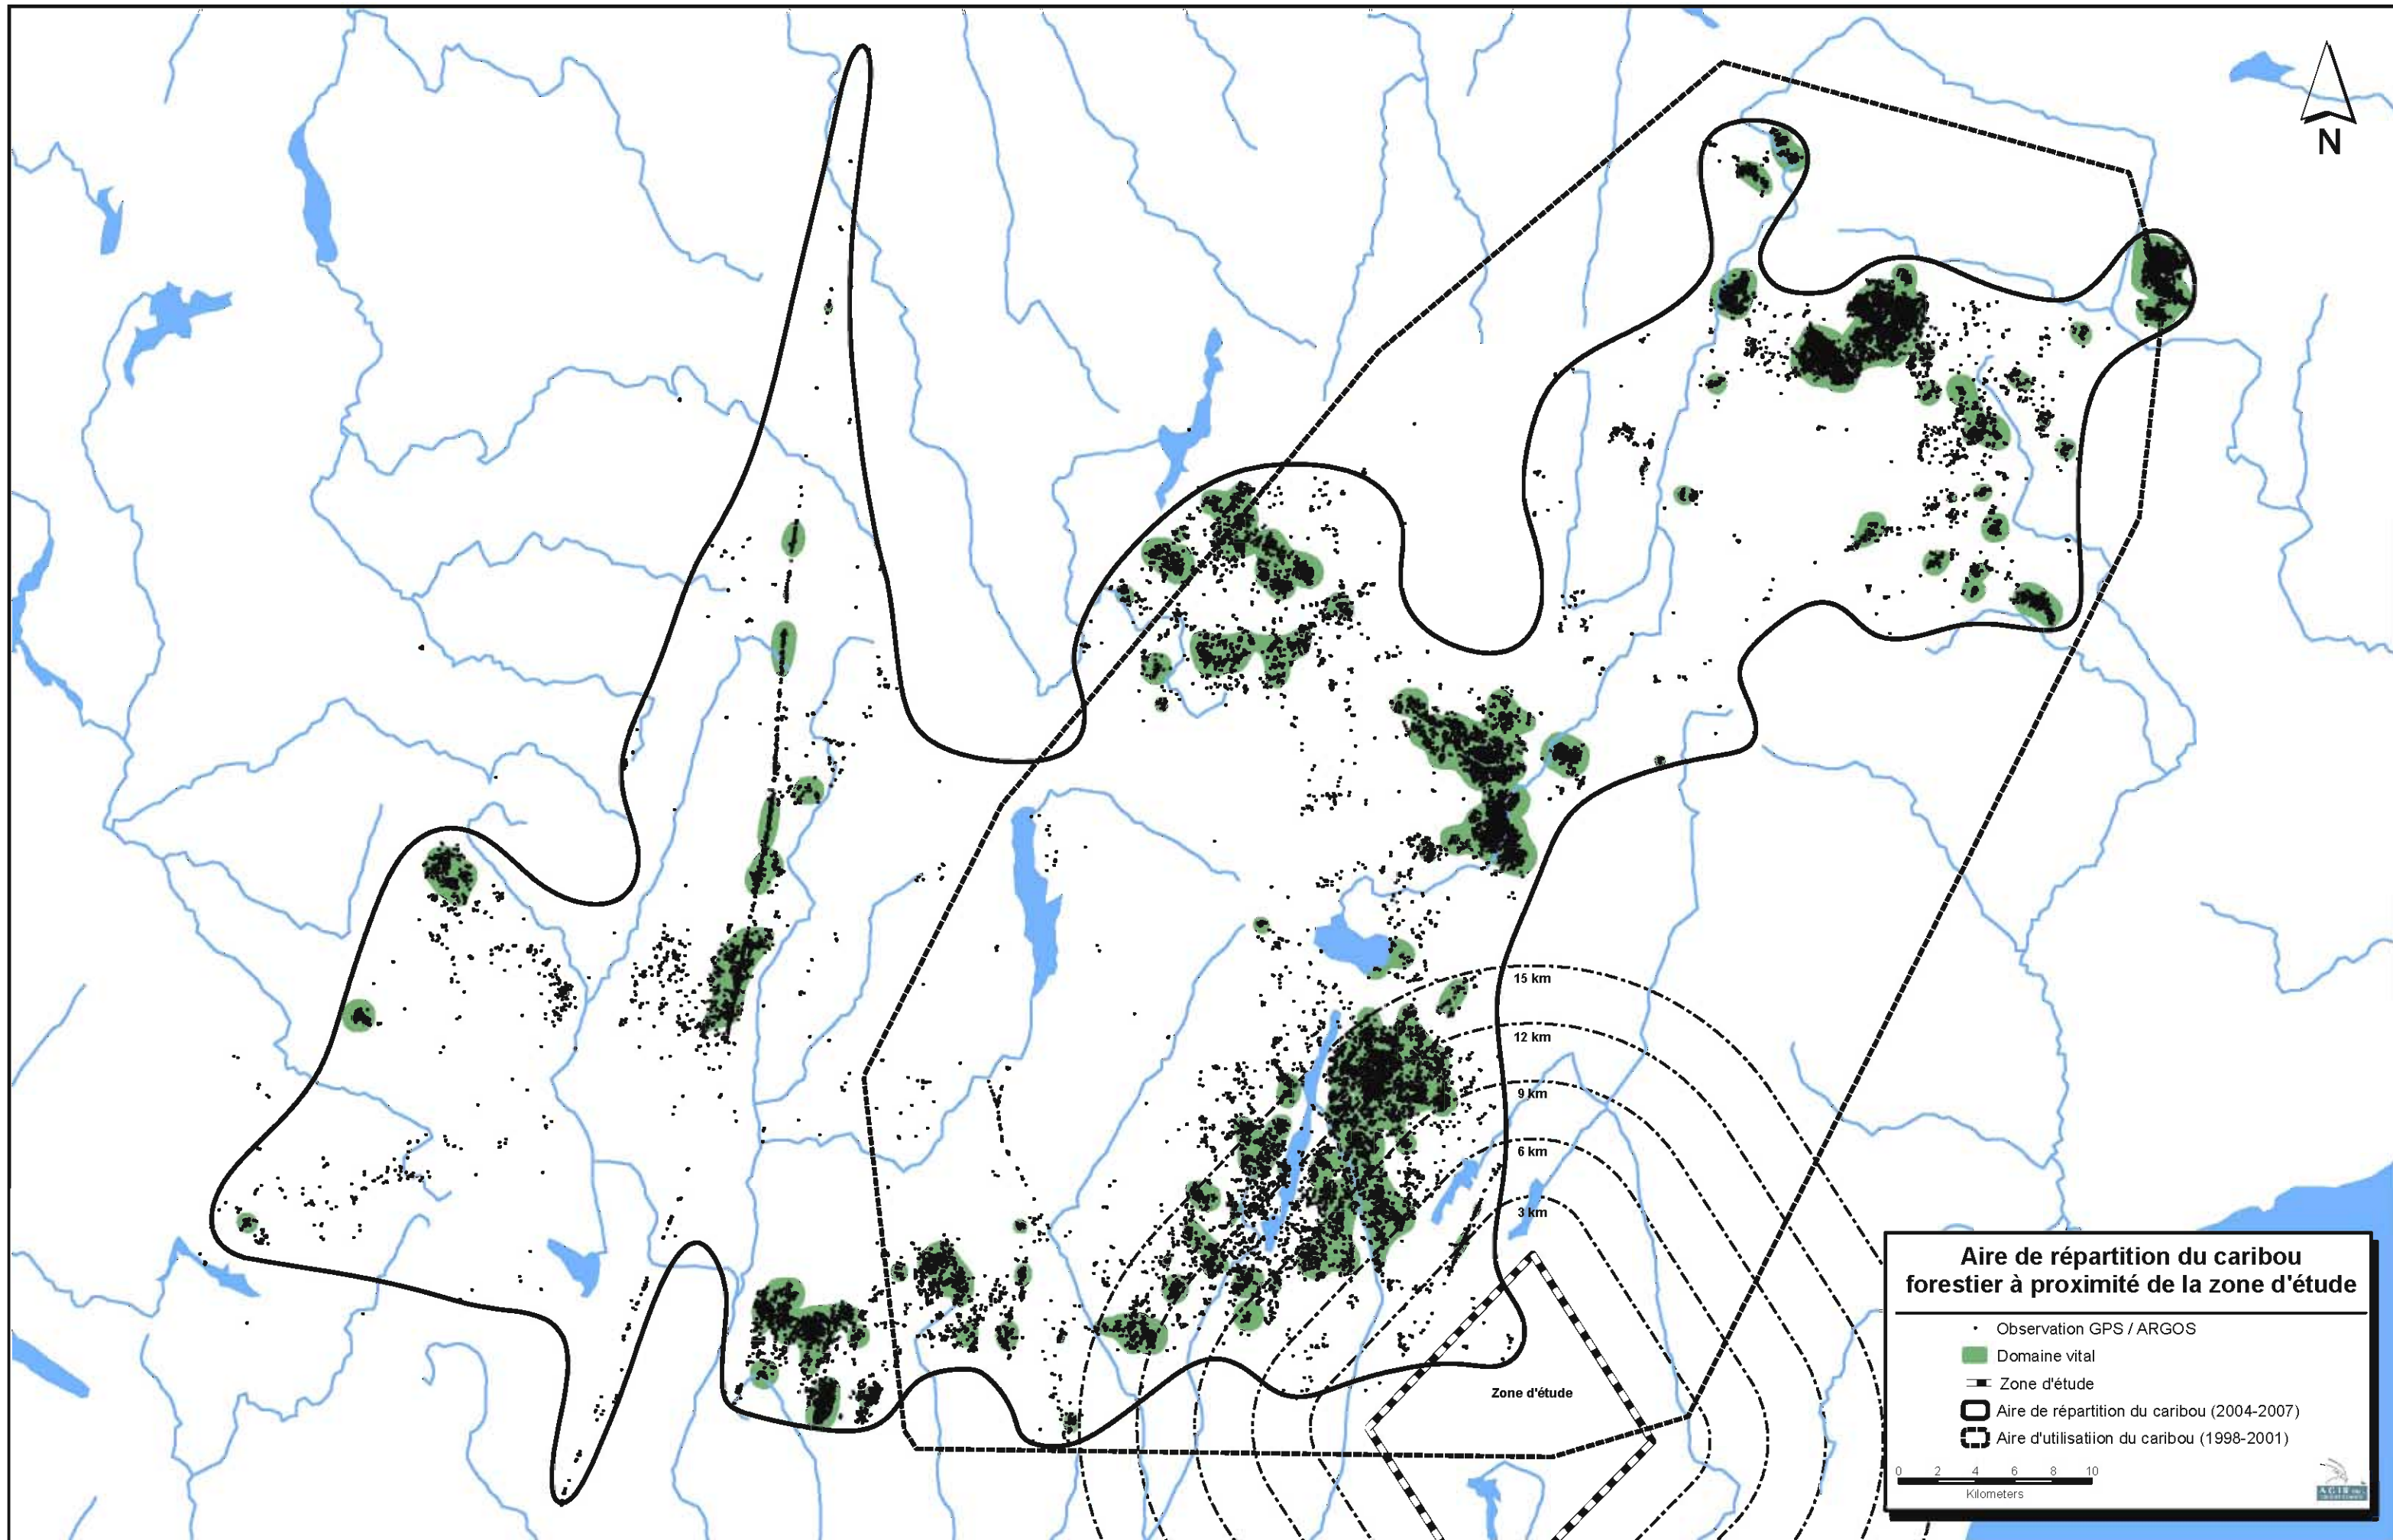 N
15 km
12 km
9 km
6 km
3 km
Zone d'étude
Aire de répartition du caribou
forestier à proximité de la zone d'étude
Observation GPS / ARGOS
Domaine vital
Zone d'étude
Aire de répartition du caribou (2004-2007)
Aire d'utilisatiion du caribou (1998-2001)
0 2 4 6 8 10
Kilometers